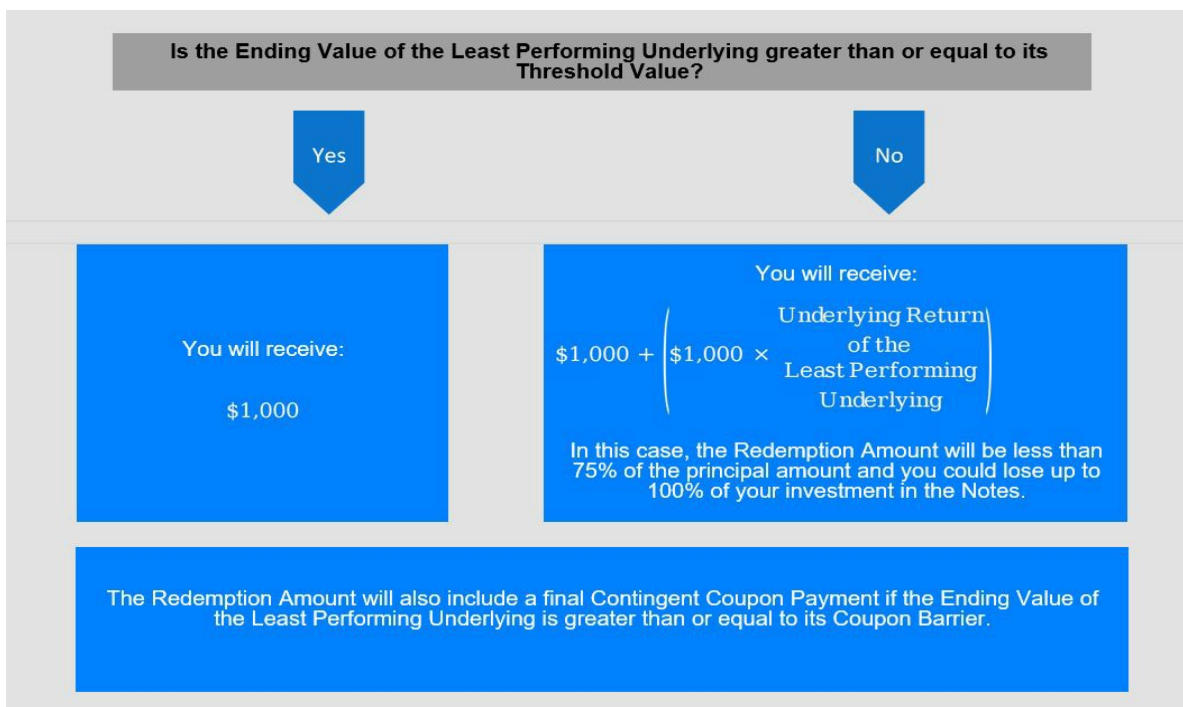 Is the Ending Value of the Least Performing Underlying greater than or equal to its
Threshold Value?
Yes
No
You will receive:
$1,000
You will receive:
$1,000 + ($1,000 × Underlying Return
of the
Least Performing
Underlying)
In this case, the Redemption Amount will be less than
75% of the principal amount and you could lose up to
100% of your investment in the Notes.
The Redemption Amount will also include a final Contingent Coupon Payment if the Ending Value of
the Least Performing Underlying is greater than or equal to its Coupon Barrier.